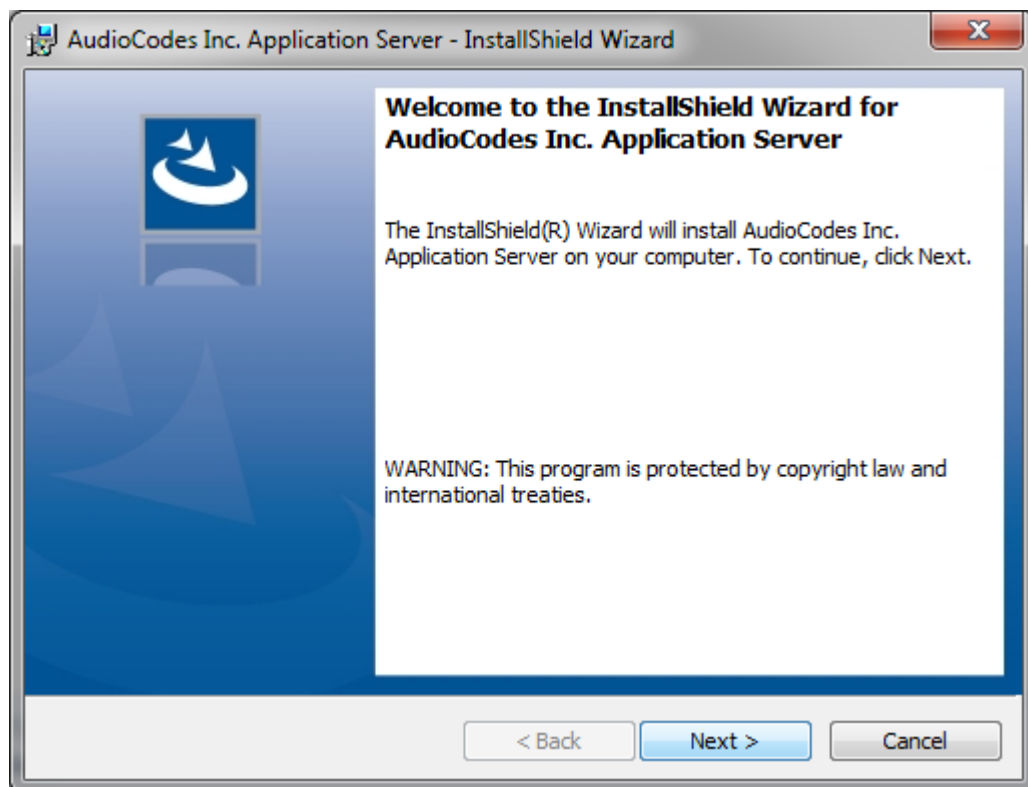 AudioCodes Inc. Application Server - InstallShield Wizard
Welcome to the InstallShield Wizard for
AudioCodes Inc. Application Server
The InstallShield(R) Wizard will install AudioCodes Inc.
Application Server on your computer. To continue, click Next.
WARNING: This program is protected by copyright law and
international treaties.
< Back
Next >
Cancel